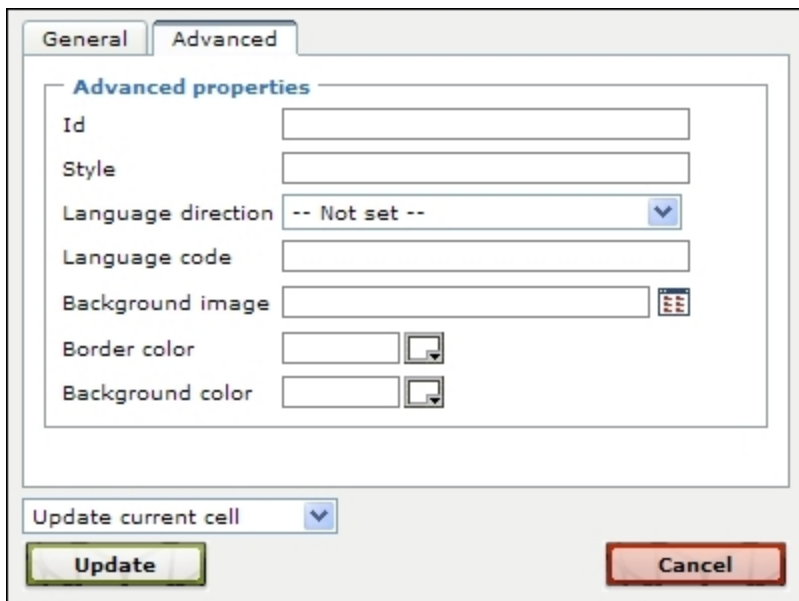 General Advanced
Advanced properties
Id
Style
Language direction -- Not set --
Language code
Background image
Border color
Background color
Update current cell
Update Cancel